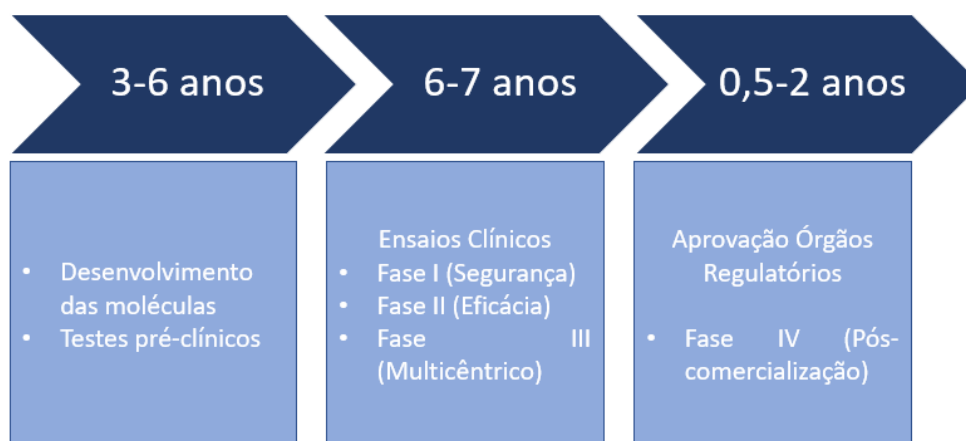 3-6 anos
6-7 anos
0,5-2 anos
• Desenvolvimento
das moléculas
• Testes pré-clínicos
Ensaios Clínicos
• Fase I (Segurança)
• Fase II (Eficácia)
• Fase III
(Multicêntrico)
Aprovação Órgãos
Regulatórios
• Fase IV (Pós-
comercialização)